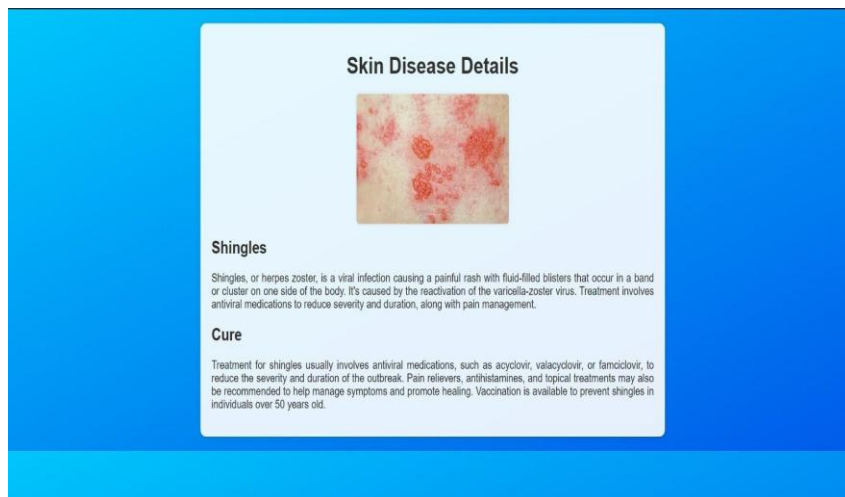 Skin Disease Details
Shingles
Shingles, or herpes zoster, is a viral infection causing a painful rash with fluid-filled blisters that occur in a band
or cluster on one side of the body. It's caused by the reactivation of the varicella-zoster virus. Treatment involves
antiviral medications to reduce severity and duration, along with pain management.
Cure
Treatment for shingles usually involves antiviral medications, such as acyclovir, valacyclovir, or famciclovir, to
reduce the severity and duration of the outbreak. Pain relievers, antihistamines, and topical treatments may also
be recommended to help manage symptoms and promote healing. Vaccination is available to prevent shingles in
individuals over 50 years old.